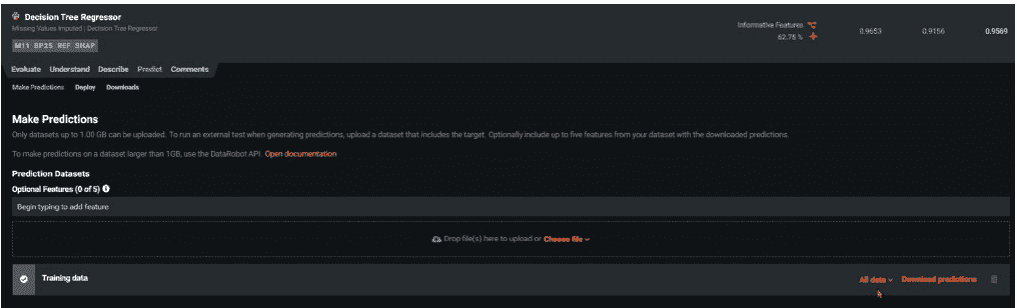 Decision Tree Regressor
Missing Values Imputed | Decision Tree Regressor
M11 BP25 REF SNAP
Informative Features
62.75 %
0.9653 0.9156 0.9569
Evaluate Understand Describe Predict Comments
Make Predictions Deploy Downloads
Make Predictions
Only datasets up to 1.00 GB can be uploaded. To run an external test when generating predictions, upload a dataset that includes the target. Optionally include up to five features from your dataset with the downloaded predictions.
To make predictions on a dataset larger than 1GB, use the DataRobot API. Open documentation
Prediction Datasets
Optional Features (0 of 5)
Begin typing to add feature
Drop file(s) here to upload or Choose file
Training data All data Download predictions